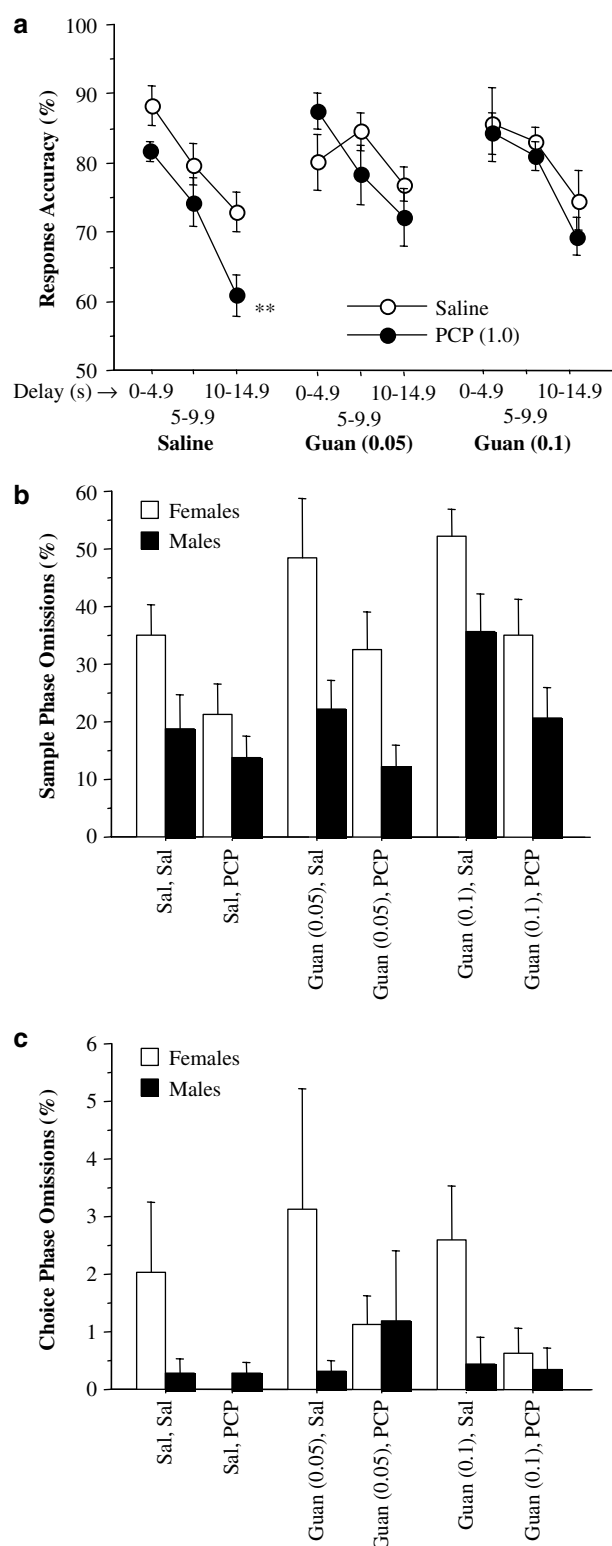 a
100
90
80
70
60
50
Response Accuracy (%)
**
Saline
PCP (1.0)
Delay (s) → 0-4.9 10-14.9 0-4.9 10-14.9 0-4.9 10-14.9
5-9.9 5-9.9 5-9.9
Saline Guan (0.05) Guan (0.1)
b
60
50
40
30
20
10
0
Sample Phase Omissions (%)
Females
Males
Sal, Sal
Sal, PCP
Guan (0.05), Sal
Guan (0.05), PCP
Guan (0.1), Sal
Guan (0.1), PCP
c
6
5
4
3
2
1
0
Choice Phase Omissions (%)
Females
Males
Sal, Sal
Sal, PCP
Guan (0.05), Sal
Guan (0.05), PCP
Guan (0.1), Sal
Guan (0.1), PCP